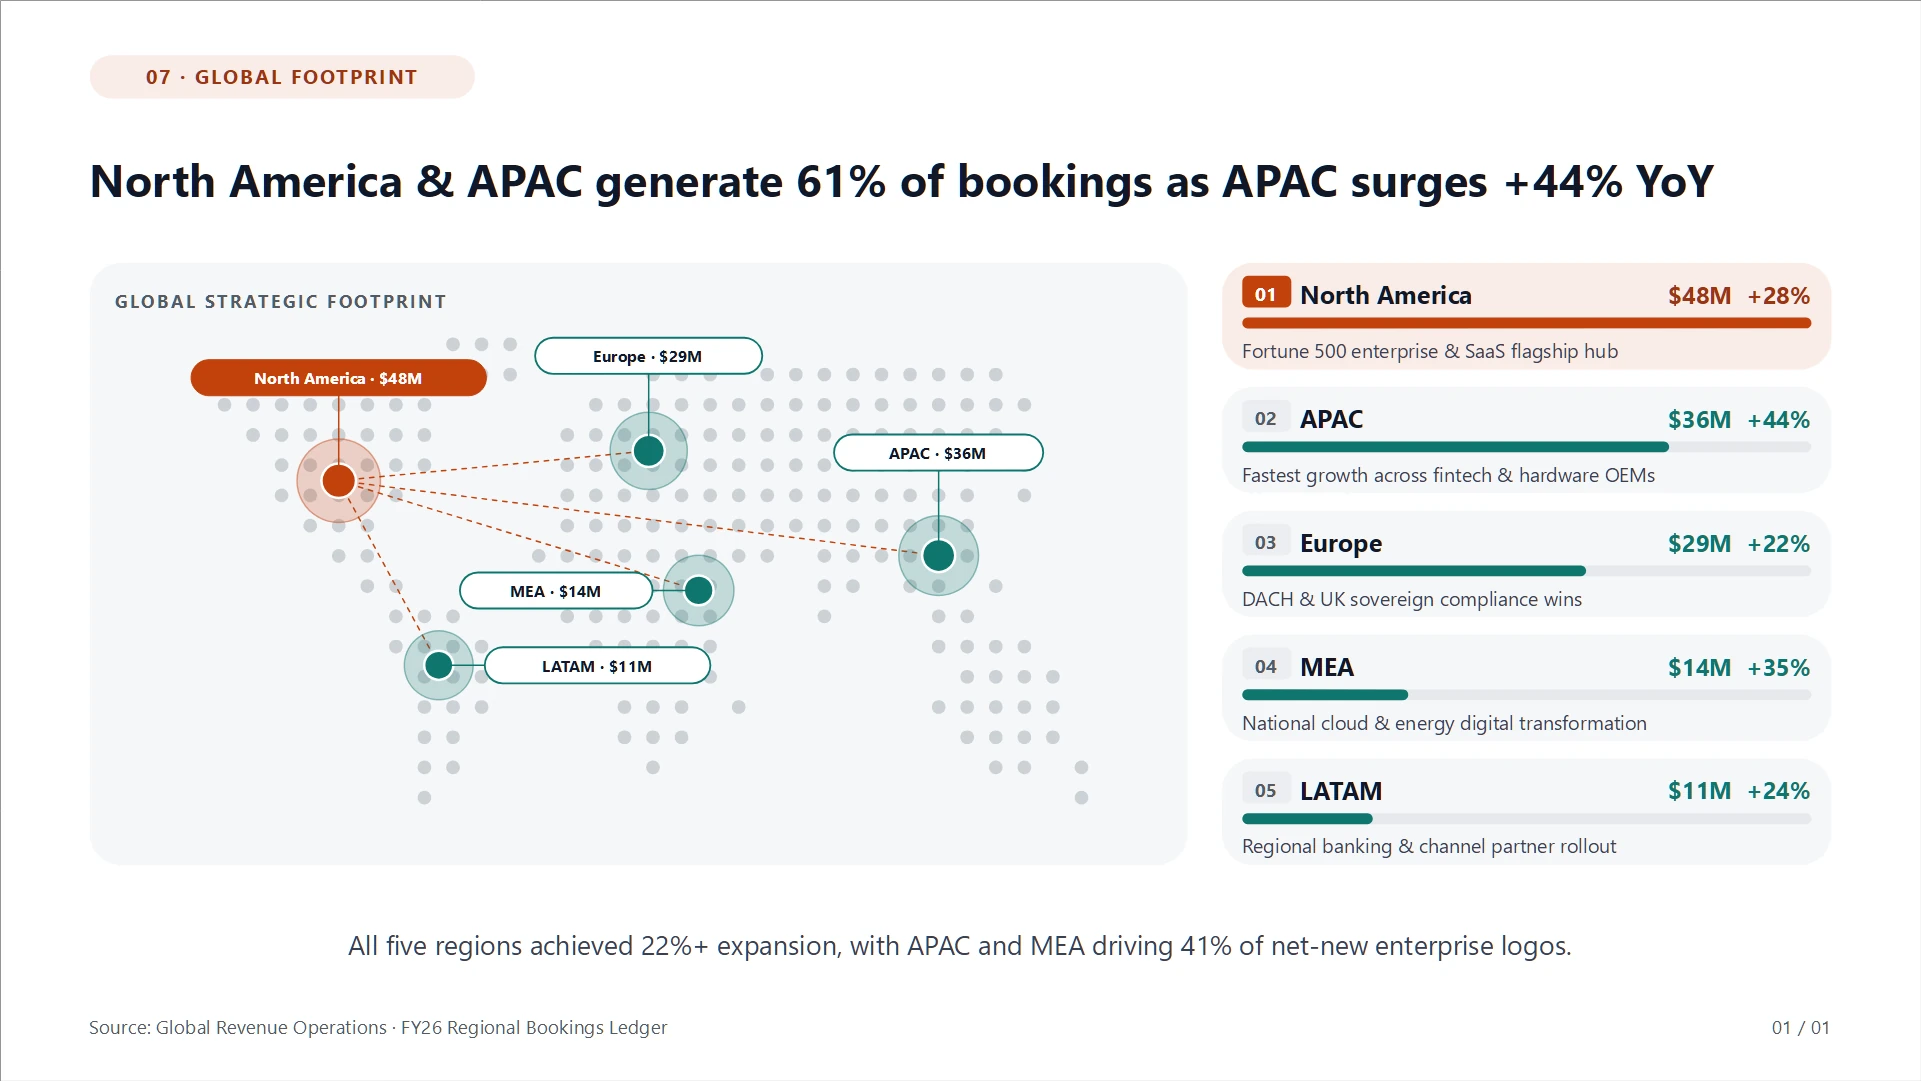 07 · GLOBAL FOOTPRINT
North America & APAC generate 61% of bookings as APAC surges +44% YoY
GLOBAL STRATEGIC FOOTPRINT
North America · $48M
Europe · $29M
APAC · $36M
MEA · $14M
LATAM · $11M
01 North America $48M +28%
Fortune 500 enterprise & SaaS flagship hub
02 APAC $36M +44%
Fastest growth across fintech & hardware OEMs
03 Europe $29M +22%
DACH & UK sovereign compliance wins
04 MEA $14M +35%
National cloud & energy digital transformation
05 LATAM $11M +24%
Regional banking & channel partner rollout
All five regions achieved 22%+ expansion, with APAC and MEA driving 41% of net-new enterprise logos.
Source: Global Revenue Operations · FY26 Regional Bookings Ledger
01 / 01